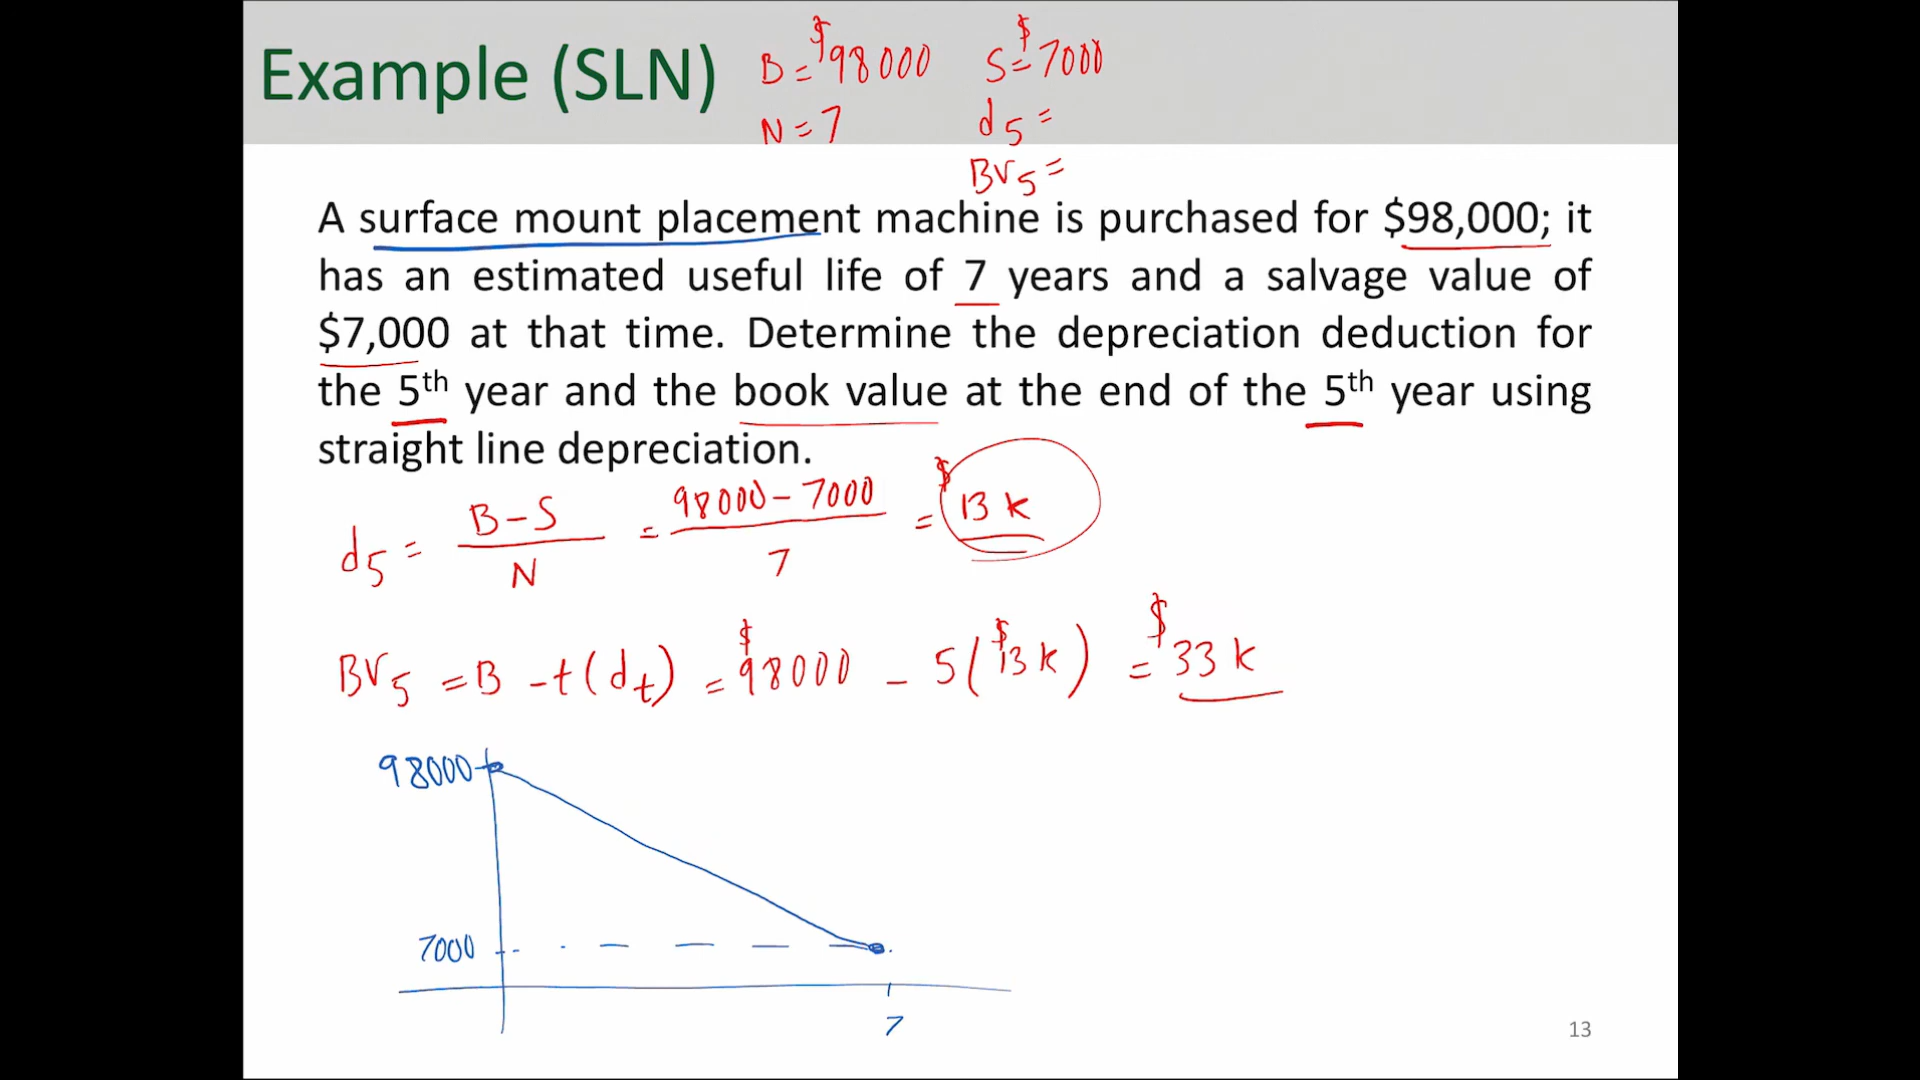 Example (SLN)
B = $98000 S = $7000
N = 7 d5 =
BV5 =
A surface mount placement machine is purchased for $98,000; it
has an estimated useful life of 7 years and a salvage value of
$7,000 at that time. Determine the depreciation deduction for
the 5th year and the book value at the end of the 5th year using
straight line depreciation.
d5 = B-S/N = 98000-7000/7 = $13k
BV5 = B - t(dt) = $98000 - 5($13k) = $33k
98000
7000
7
13